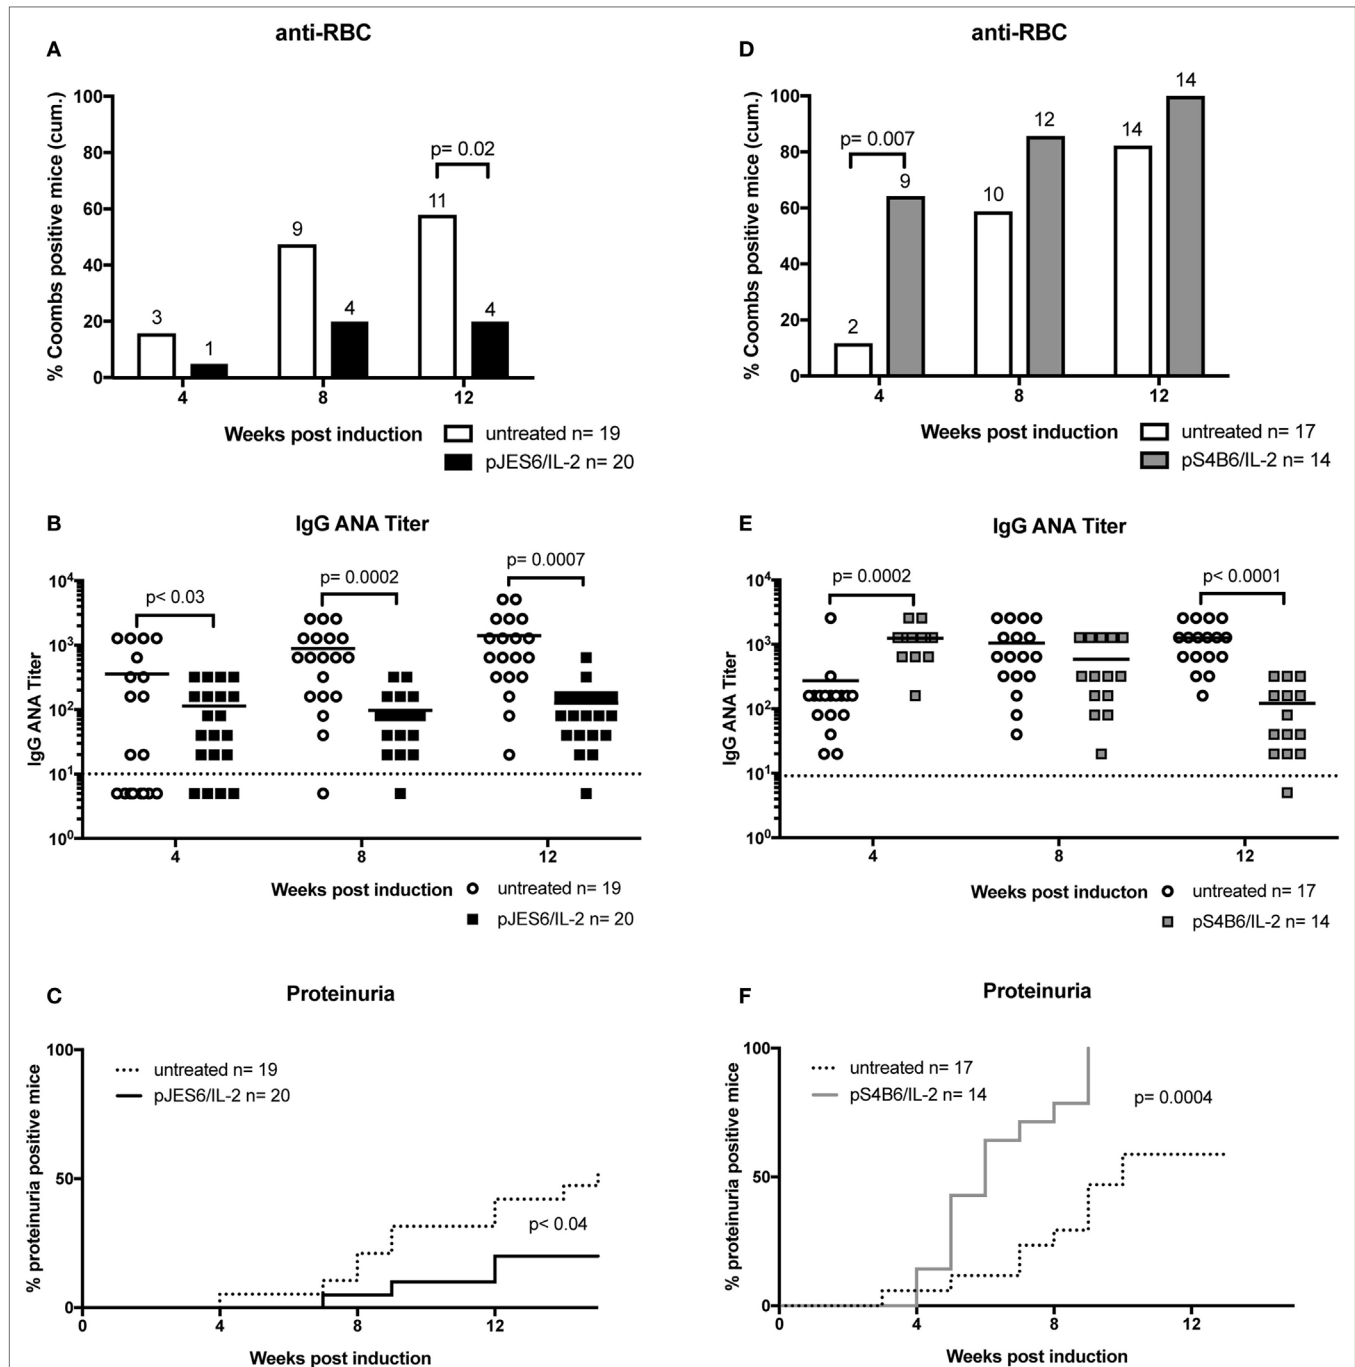 A
anti-RBC
% Coombs positive mice (cum.)
100
80
60
40
20
0
3
1
9
4
p= 0.02
11
4
4
8
12
Weeks post induction
untreated n= 19
pJES6/IL-2 n= 20
D
anti-RBC
% Coombs positive mice (cum.)
100
80
60
40
20
0
p= 0.007
2
9
10
12
14
14
4
8
12
Weeks post induction
untreated n= 17
pS4B6/IL-2 n= 14
B
IgG ANA Titer
IgG ANA Titer
10⁴
10³
10²
10¹
10⁰
p< 0.03
p= 0.0002
p= 0.0007
4
8
12
Weeks post induction
untreated n= 19
pJES6/IL-2 n= 20
E
IgG ANA Titer
IgG ANA Titer
10⁴
10³
10²
10¹
10⁰
p= 0.0002
p< 0.0001
4
8
12
Weeks post inducton
untreated n= 17
pS4B6/IL-2 n= 14
C
Proteinuria
% proteinuria positive mice
100
50
0
untreated n= 19
pJES6/IL-2 n= 20
p< 0.04
0
4
8
12
Weeks post induction
F
Proteinuria
% proteinuria positive mice
100
50
0
untreated n= 17
pS4B6/IL-2 n= 14
p= 0.0004
0
4
8
12
Weeks post induction